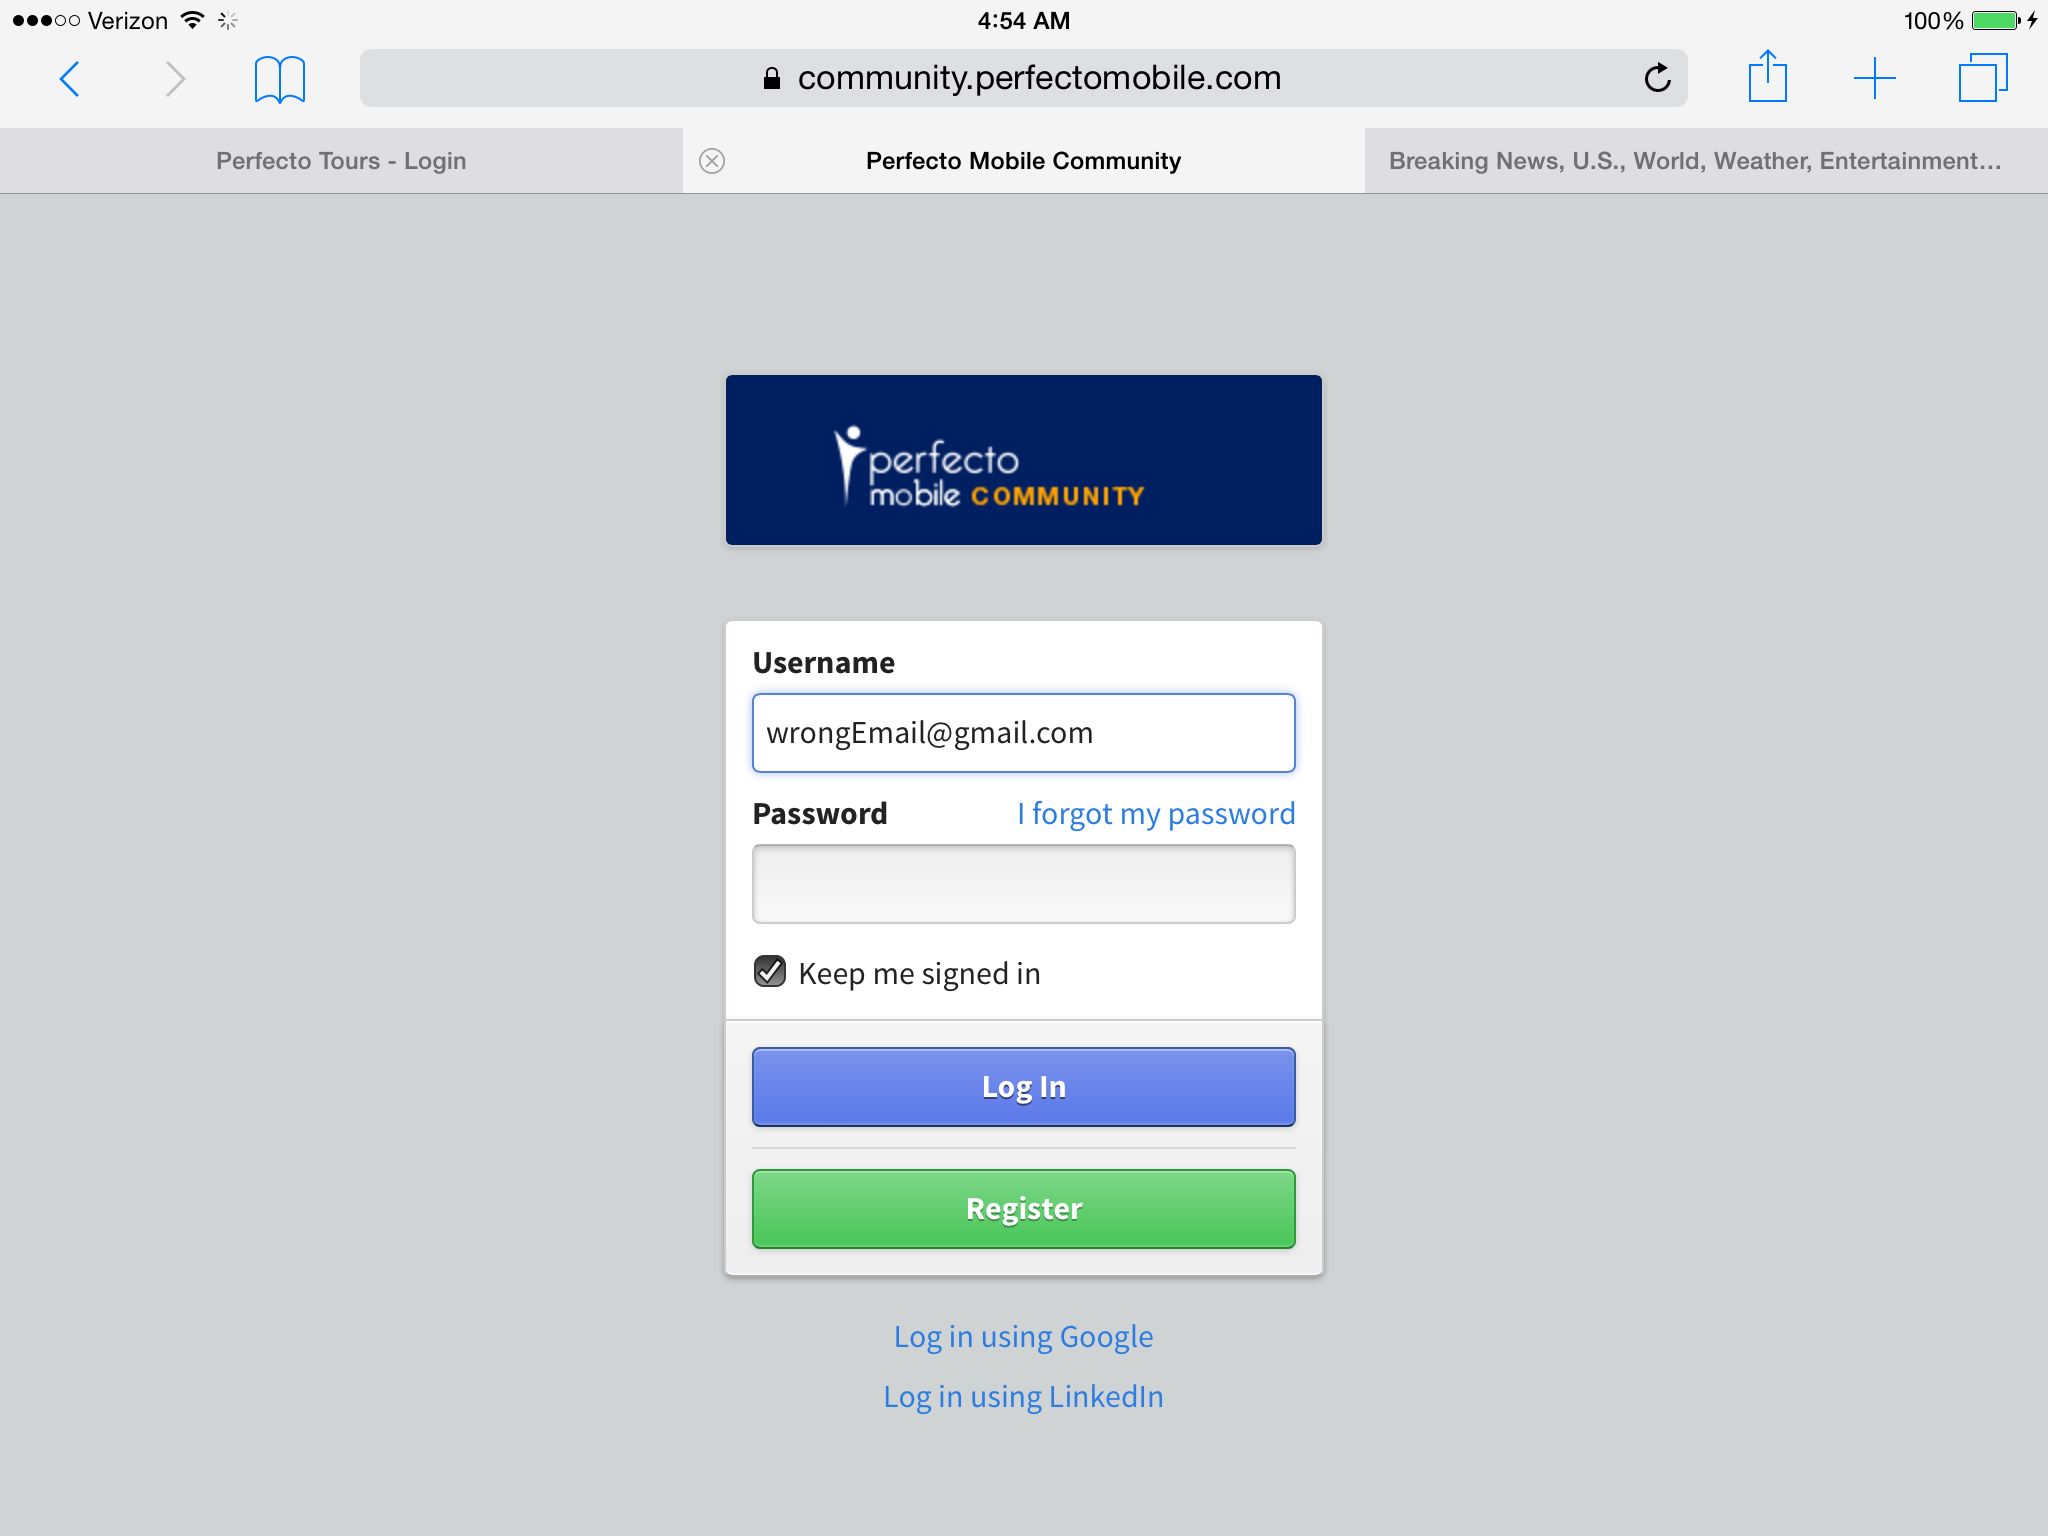 Verizon
4:54 AM
100%
community.perfectomobile.com
Perfecto Tours - Login
Perfecto Mobile Community
Breaking News, U.S., World, Weather, Entertainment...
perfecto
mobile COMMUNITY
Username
wrongEmail@gmail.com
Password I forgot my password
Keep me signed in
Log In
Register
Log in using Google
Log in using LinkedIn